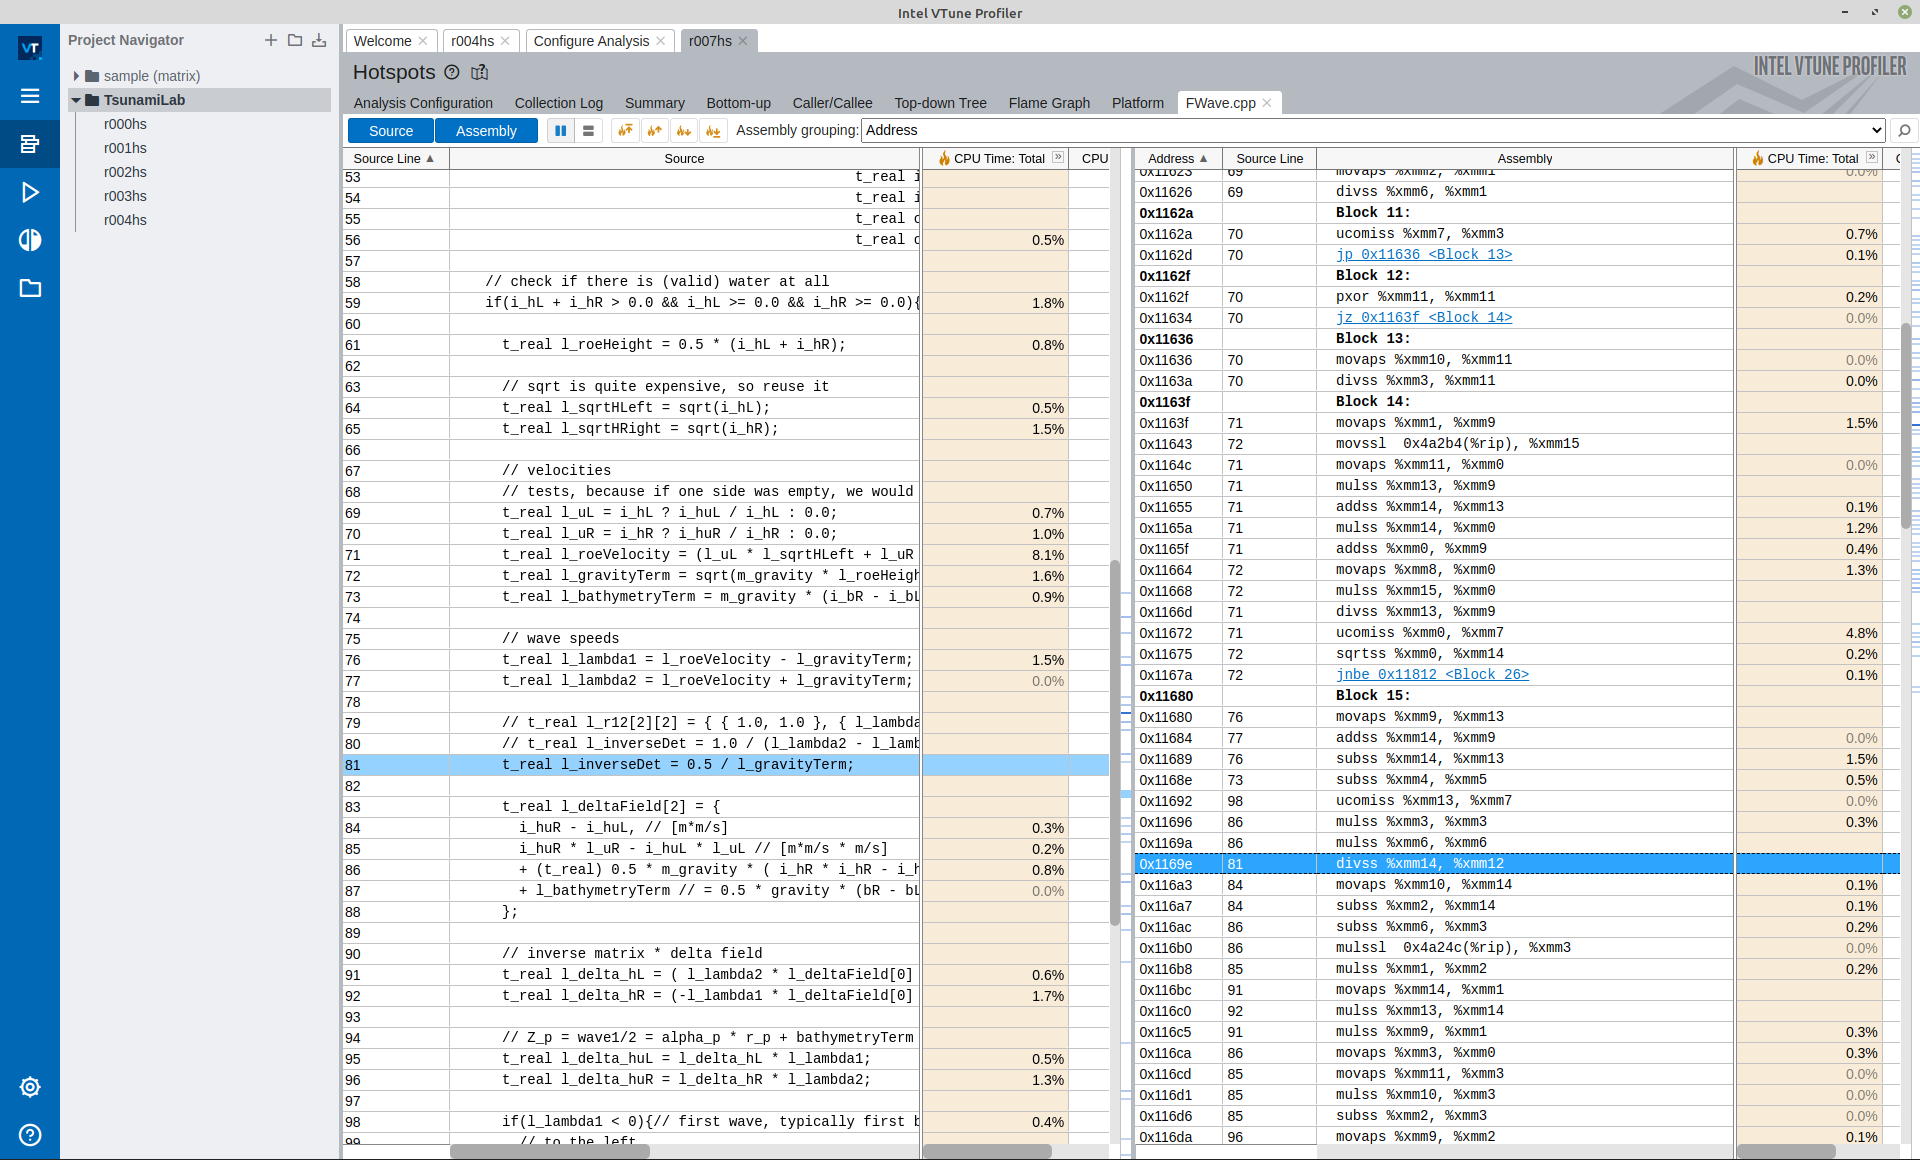 Intel VTune Profiler
Project Navigator
sample (matrix)
TsunamiLab
r000hs
r001hs
r002hs
r003hs
r004hs
Welcome r004hs Configure Analysis r007hs
Hotspots
INTEL VTUNE PROFILER
Analysis Configuration Collection Log Summary Bottom-up Caller/Callee Top-down Tree Flame Graph Platform FWave.cpp
Source Assembly Assembly grouping: Address
Source Line Source CPU Time: Total CPU
53 t_real i
54 t_real i
55 t_real o
56 t_real o 0.5%
57
58 // check if there is (valid) water at all
59 if(i_hL + i_hR > 0.0 && i_hL >= 0.0 && i_hR >= 0.0){ 1.8%
60
61 t_real l_roeHeight = 0.5 * (i_hL + i_hR); 0.8%
62
63 // sqrt is quite expensive, so reuse it
64 t_real l_sqrtHLeft = sqrt(i_hL); 0.5%
65 t_real l_sqrtHRight = sqrt(i_hR); 1.5%
66
67 // velocities
68 // tests, because if one side was empty, we would
69 t_real l_uL = i_hL ? i_huL / i_hL : 0.0; 0.7%
70 t_real l_uR = i_hR ? i_huR / i_hR : 0.0; 1.0%
71 t_real l_roeVelocity = (l_uL * l_sqrtHLeft + l_uR 8.1%
72 t_real l_gravityTerm = sqrt(m_gravity * l_roeHeigh 1.6%
73 t_real l_bathymetryTerm = m_gravity * (i_bR - i_bL 0.9%
74
75 // wave speeds
76 t_real l_lambda1 = l_roeVelocity - l_gravityTerm; 1.5%
77 t_real l_lambda2 = l_roeVelocity + l_gravityTerm; 0.0%
78
79 // t_real l_r12[2][2] = { { 1.0, 1.0 }, { l_lambda
80 // t_real l_inverseDet = 1.0 / (l_lambda2 - l_lamb
81 t_real l_inverseDet = 0.5 / l_gravityTerm;
82
83 t_real l_deltaField[2] = {
84 i_huR - i_huL, // [m*m/s] 0.3%
85 i_huR * l_uR - i_huL * l_uL // [m*m/s * m/s] 0.2%
86 + (t_real) 0.5 * m_gravity * ( i_hR * i_hR - i_h 0.8%
87 + l_bathymetryTerm // = 0.5 * gravity * (bR - bL 0.0%
88 };
89
90 // inverse matrix * delta field
91 t_real l_delta_hL = ( l_lambda2 * l_deltaField[0] 0.6%
92 t_real l_delta_hR = (-l_lambda1 * l_deltaField[0] 1.7%
93
94 // Z_p = wave1/2 = alpha_p * r_p + bathymetryTerm
95 t_real l_delta_huL = l_delta_hL * l_lambda1; 0.5%
96 t_real l_delta_huR = l_delta_hR * l_lambda2; 1.3%
97
98 if(l_lambda1 < 0){// first wave, typically first b 0.4%
99 // to the left
Address Source Line Assembly CPU Time: Total
0x11623 69 movaps %xmm2, %xmm1 0.0%
0x11626 69 divss %xmm6, %xmm1
0x1162a Block 11:
0x1162a 70 ucomiss %xmm7, %xmm3 0.7%
0x1162d 70 jp 0x11636 <Block 13> 0.1%
0x1162f Block 12:
0x1162f 70 pxor %xmm11, %xmm11 0.2%
0x11634 70 jz 0x1163f <Block 14> 0.0%
0x11636 Block 13:
0x11636 70 movaps %xmm10, %xmm11 0.0%
0x1163a 70 divss %xmm3, %xmm11 0.0%
0x1163f Block 14:
0x1163f 71 movaps %xmm1, %xmm9 1.5%
0x11643 72 movssl 0x4a2b4(%rip), %xmm15
0x1164c 71 movaps %xmm11, %xmm0 0.0%
0x11650 71 mulss %xmm13, %xmm9
0x11655 71 addss %xmm14, %xmm13 0.1%
0x1165a 71 mulss %xmm14, %xmm0 1.2%
0x1165f 71 addss %xmm0, %xmm9 0.4%
0x11664 72 movaps %xmm8, %xmm0 1.3%
0x11668 72 mulss %xmm15, %xmm0
0x1166d 71 divss %xmm13, %xmm9
0x11672 71 ucomiss %xmm0, %xmm7 4.8%
0x11675 72 sqrtss %xmm0, %xmm14 0.2%
0x1167a 72 jnbe 0x11812 <Block 26> 0.1%
0x11680 Block 15:
0x11680 76 movaps %xmm9, %xmm13
0x11684 77 addss %xmm14, %xmm9 0.0%
0x11689 76 subss %xmm14, %xmm13 1.5%
0x1168e 73 subss %xmm4, %xmm5 0.5%
0x11692 98 ucomiss %xmm13, %xmm7 0.0%
0x11696 86 mulss %xmm3, %xmm3 0.3%
0x1169a 86 mulss %xmm6, %xmm6
0x1169e 81 divss %xmm14, %xmm12
0x116a3 84 movaps %xmm10, %xmm14 0.1%
0x116a7 84 subss %xmm2, %xmm14 0.1%
0x116ac 86 subss %xmm6, %xmm3 0.2%
0x116b0 86 mulssl 0x4a24c(%rip), %xmm3 0.0%
0x116b8 85 mulss %xmm1, %xmm2 0.2%
0x116bc 91 movaps %xmm14, %xmm1
0x116c0 92 mulss %xmm13, %xmm14
0x116c5 91 mulss %xmm9, %xmm1 0.3%
0x116ca 86 movaps %xmm3, %xmm0 0.3%
0x116cd 85 movaps %xmm11, %xmm3 0.0%
0x116d1 85 mulss %xmm10, %xmm3 0.0%
0x116d6 85 subss %xmm2, %xmm3 0.0%
0x116da 96 movaps %xmm9, %xmm2 0.1%